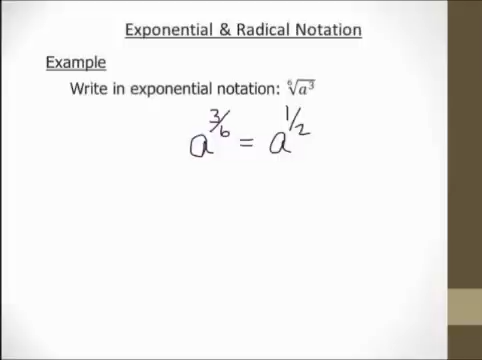 Exponential & Radical Notation
Example
Write in exponential notation: ⁶√a³
a^3/6 = a^1/2